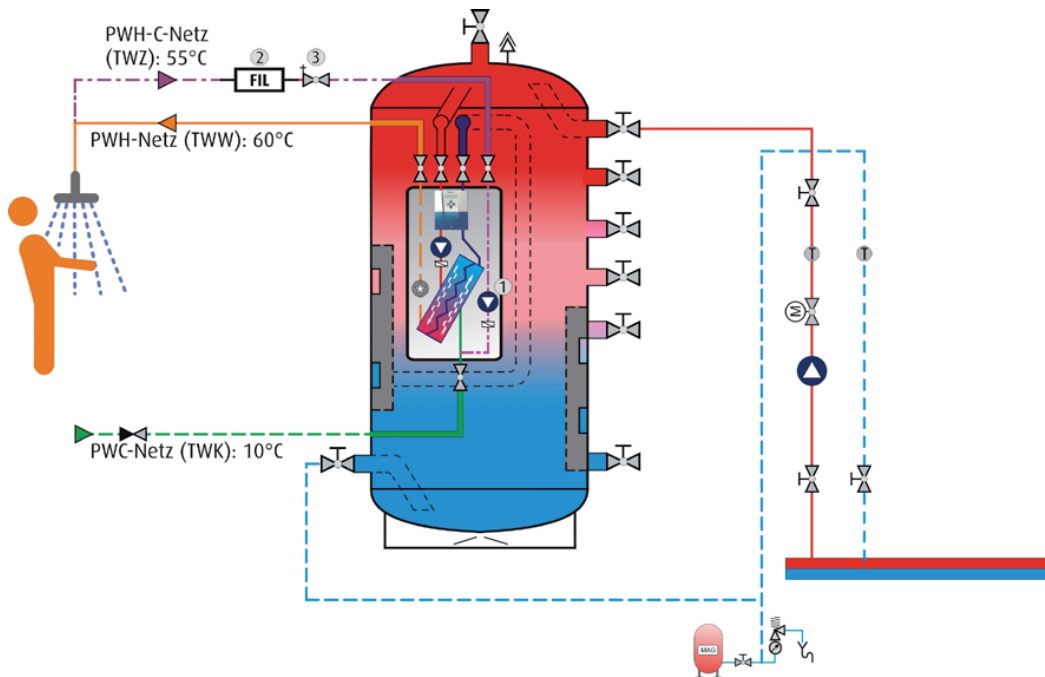 PWH-C-Netz
(TWZ): 55°C
2
3
FIL
PWH-Netz (TWW): 60°C
1
T
T
M
PWC-Netz (TWK): 10°C
MAG